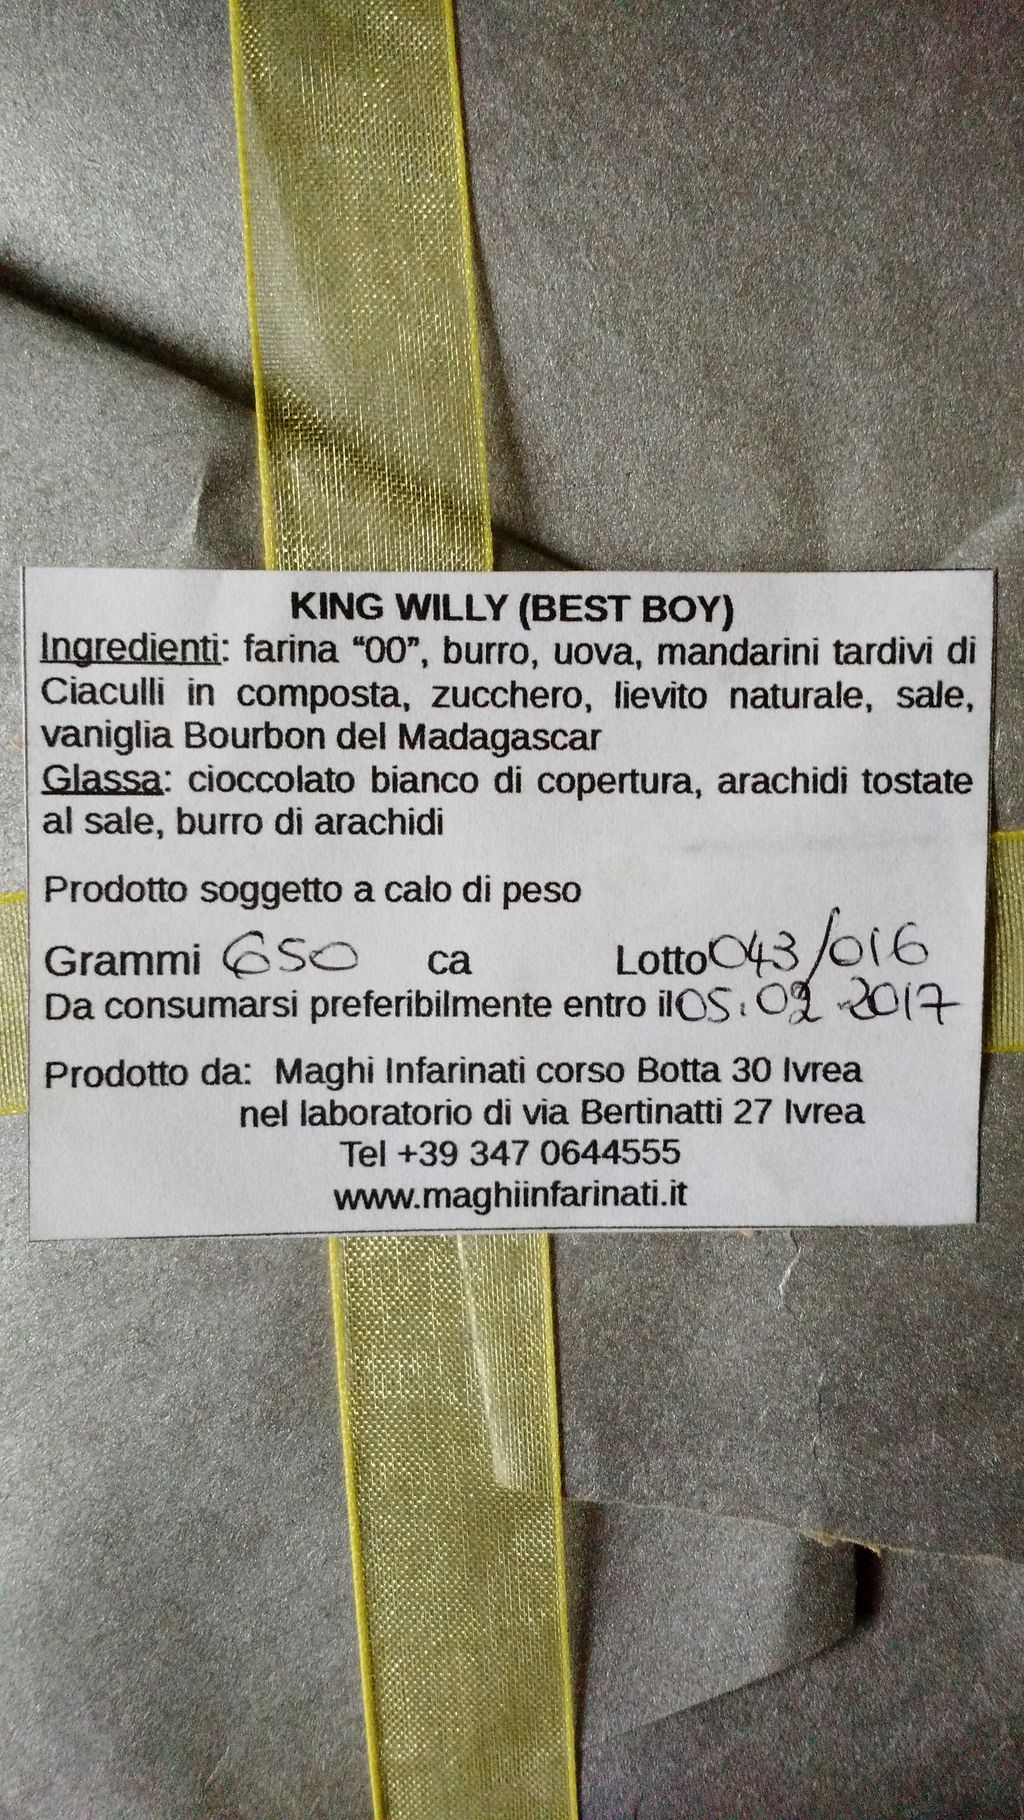 KING WILLY (BEST BOY)
Ingredienti: farina “00”, burro, uova, mandarini tardivi di
Ciaculli in composta, zucchero, lievito naturale, sale,
vaniglia Bourbon del Madagascar
Glassa: cioccolato bianco di copertura, arachidi tostate
al sale, burro di arachidi
Prodotto soggetto a calo di peso
Grammi 650 ca Lotto 043/016
Da consumarsi preferibilmente entro il 05.02.2017
Prodotto da: Maghi Infarinati corso Botta 30 Ivrea
nel laboratorio di via Bertinatti 27 Ivrea
Tel +39 347 0644555
www.maghiinfarinati.it